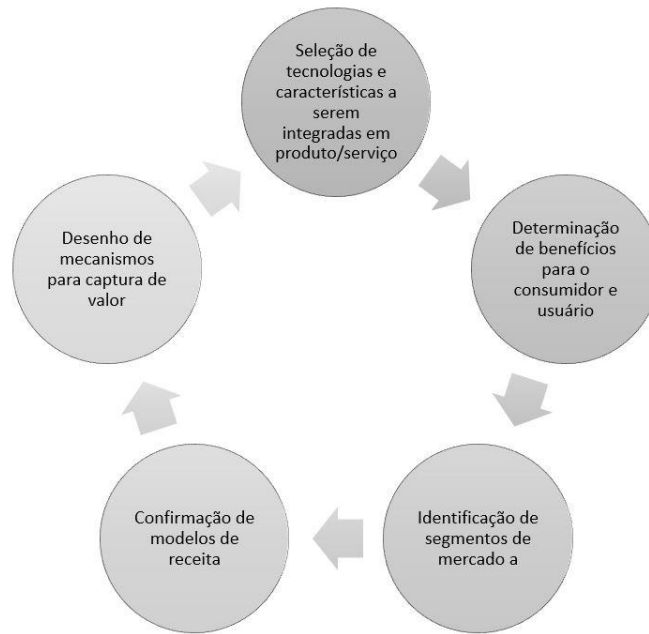 Seleção de
tecnologias e
características a
serem
integradas em
produto/serviço
Determinação
de benefícios
para o
consumidor e
usuário
Identificação de
segmentos de
mercado a
Confirmação de
modelos de
receita
Desenho de
mecanismos
para captura de
valor